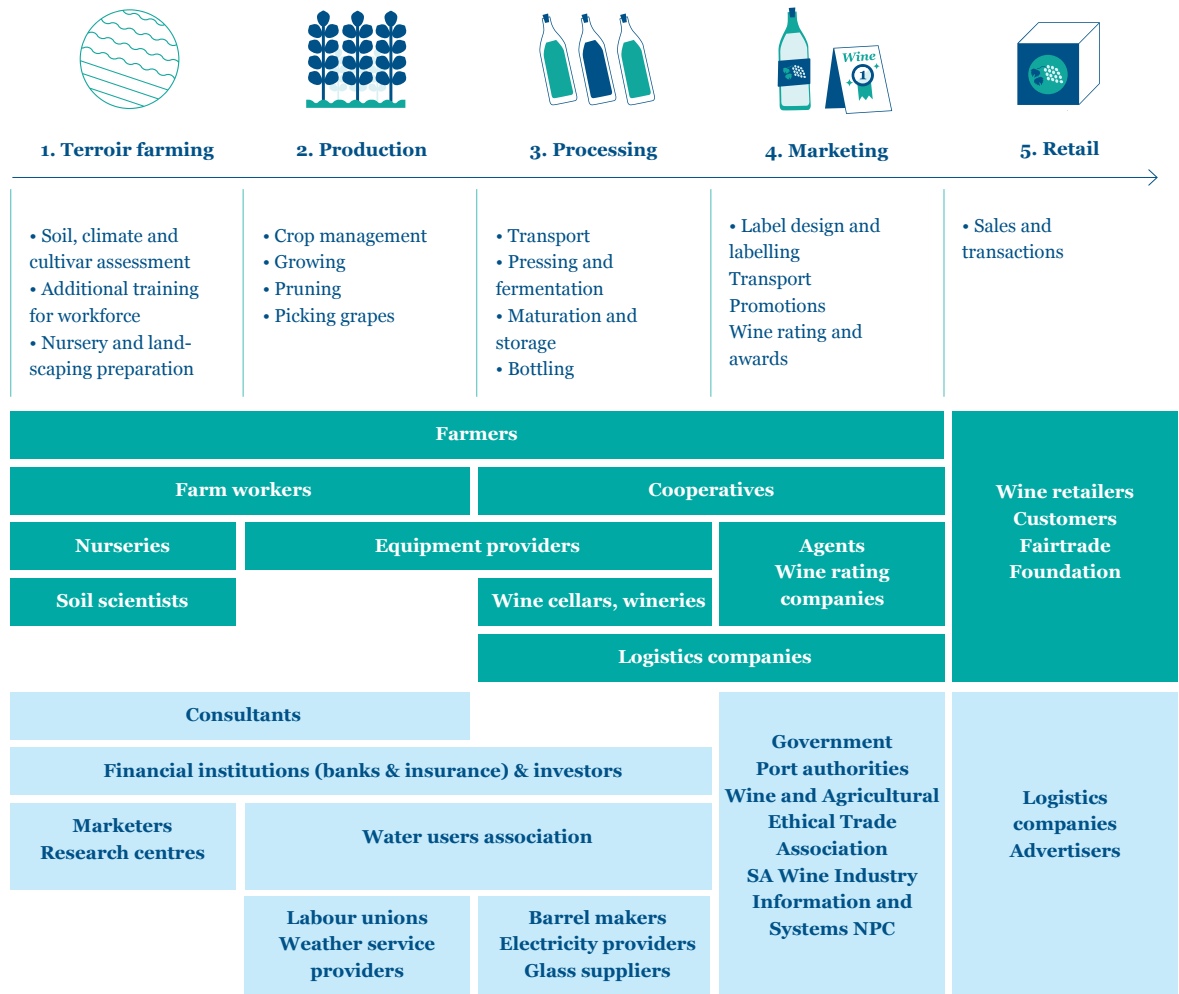 Wine
1
1. Terroir farming
2. Production
3. Processing
4. Marketing
5. Retail
• Soil, climate and
cultivar assessment
• Additional training
for workforce
• Nursery and land-
scaping preparation
• Crop management
• Growing
• Pruning
• Picking grapes
• Transport
• Pressing and
fermentation
• Maturation and
storage
• Bottling
• Label design and
labelling
Transport
Promotions
Wine rating and
awards
• Sales and
transactions
Farmers
Farm workers
Cooperatives
Nurseries
Equipment providers
Agents
Wine rating
companies
Soil scientists
Wine cellars, wineries
Logistics companies
Wine retailers
Customers
Fairtrade
Foundation
Consultants
Financial institutions (banks & insurance) & investors
Marketers
Research centres
Water users association
Labour unions
Weather service
providers
Barrel makers
Electricity providers
Glass suppliers
Government
Port authorities
Wine and Agricultural
Ethical Trade
Association
SA Wine Industry
Information and
Systems NPC
Logistics
companies
Advertisers